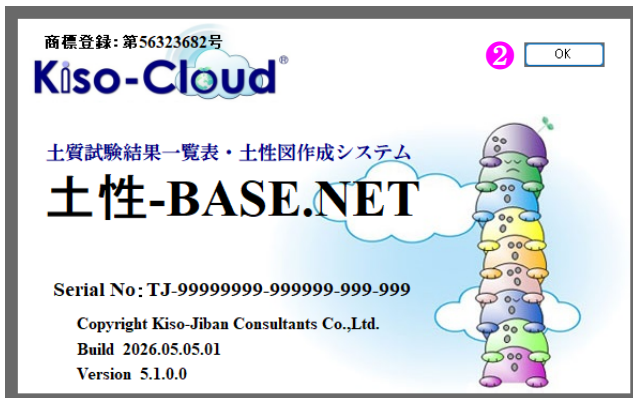 商標登録：第56323682号
Kiso-Cloud®
❷ OK
土質試験結果一覧表・土性図作成システム
土性-BASE.NET
Serial No：TJ-99999999-999999-999-999
Copyright Kiso-Jiban Consultants Co.,Ltd.
Build 2026.05.05.01
Version 5.1.0.0